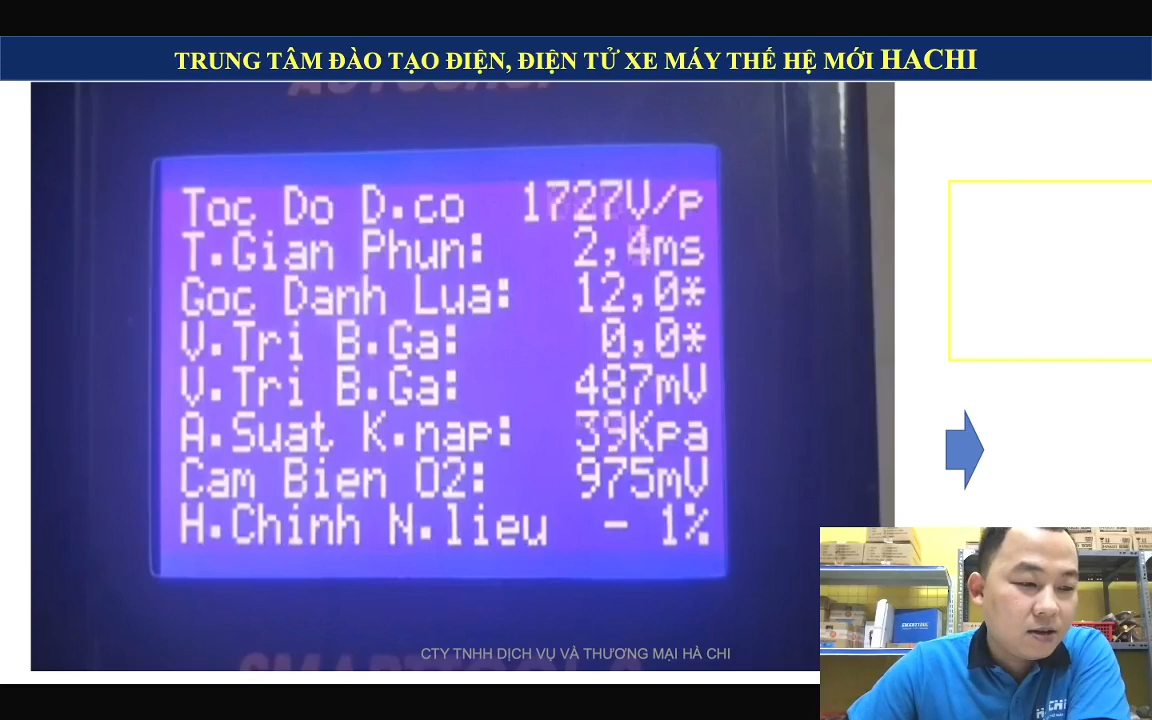 TRUNG TÂM ĐÀO TẠO ĐIỆN, ĐIỆN TỬ XE MÁY THẾ HỆ MỚI HACHI
Toc Do D.co 1727V/p
T.Gian Phun: 2,4ms
Goc Danh Lua: 12,0*
V.Tri B.Ga: 0,0*
V.Tri B.Ga: 487mV
A.Suat K.nap: 39Kpa
Cam Bien O2: 975mV
H.Chinh N.lieu - 1%
CTY TNHH DỊCH VỤ VÀ THƯƠNG MẠI HÀ CHI